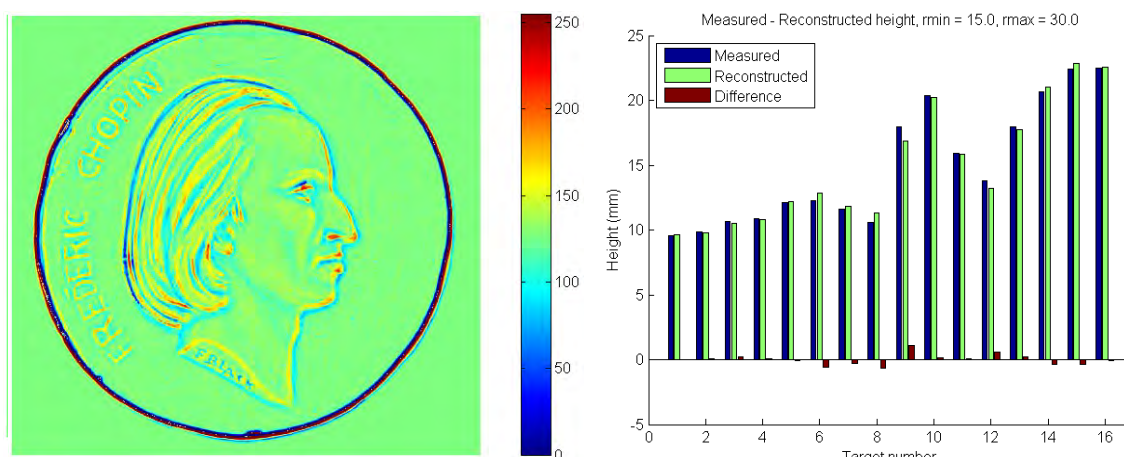 FREDERIC CHOPIN
250
200
150
100
50
0
Measured - Reconstructed height, rmin = 15.0, rmax = 30.0
Measured
Reconstructed
Difference
Height (mm)
25
20
15
10
5
0
-5
0 2 4 6 8 10 12 14 16
Target number